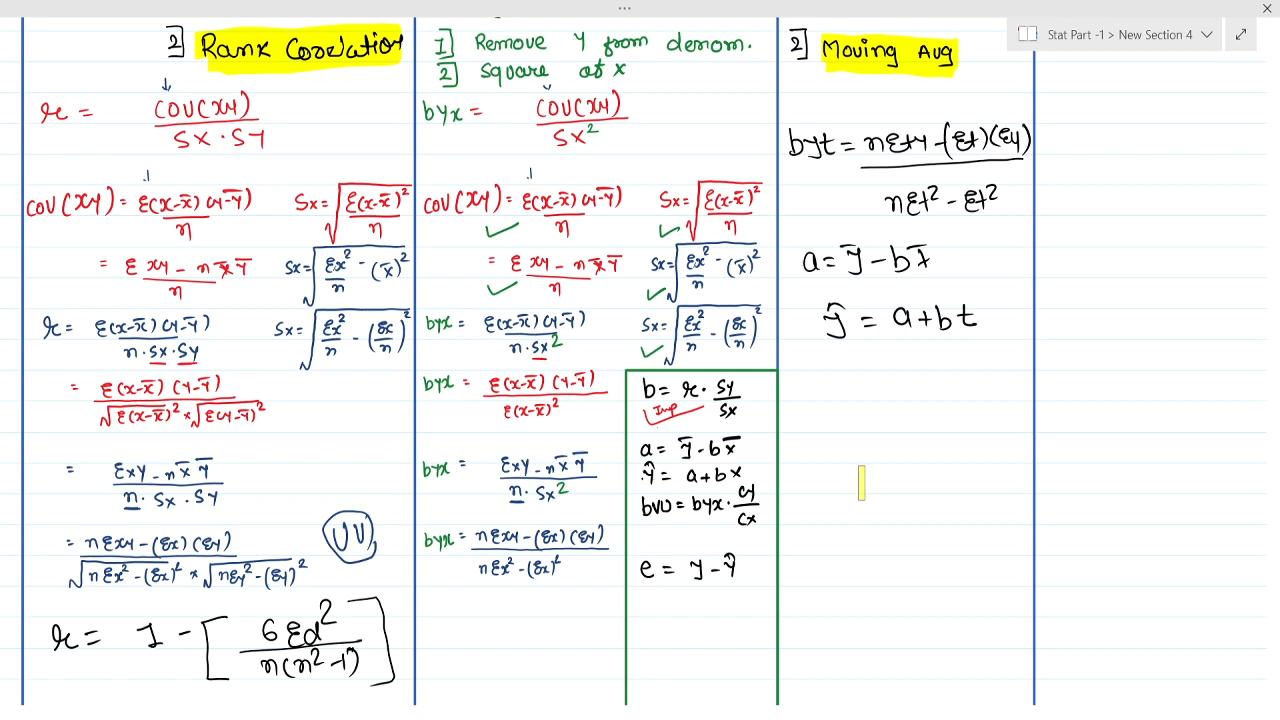 Stat Part -1 > New Section 4
2] Rank Corelation
r = COV(xy) / Sx · Sy
COV(xy) = Σ(x-x̄)(y-ȳ) / n
Sx = √(Σ(x-x̄)² / n)
= Σxy - n x̄ ȳ / n
Sx = √(Σx²/n - (x̄)²)
r = Σ(x-x̄)(y-ȳ) / n · Sx · Sy
Sx = √(Σx²/n - (Σx/n)²)
= Σ(x-x̄)(y-ȳ) / √Σ(x-x̄)² × √Σ(y-ȳ)²
= Σxy - n x̄ ȳ / n · Sx · Sy
= nΣxy - (Σx)(Σy) / √nΣx² - (Σx)² × √nΣy² - (Σy)²
UV
r = 1 - [6Σd² / n(n²-1)]
1] Remove Y from denom.
2] Square at x
byx = COV(xy) / Sx²
COV(xy) = Σ(x-x̄)(y-ȳ) / n
Sx = √(Σ(x-x̄)² / n)
= Σxy - n x̄ ȳ / n
Sx = √(Σx²/n - (x̄)²)
byx = Σ(x-x̄)(y-ȳ) / n · Sx²
Sx = √(Σx²/n - (Σx/n)²)
byx = Σ(x-x̄)(y-ȳ) / Σ(x-x̄)²
byx = Σxy - n x̄ ȳ / n · Sx²
byx = nΣxy - (Σx)(Σy) / nΣx² - (Σx)²
b = r · Sy / Sx
Imp
a = ȳ - bx̄
ŷ = a + bx
bvu = byx · Cy / Cx
e = y - ŷ
2] Moving Avg
byt = nΣty - (Σt)(Σy) / nΣt² - Σt²
a = ȳ - bx̄
ŷ = a + bt